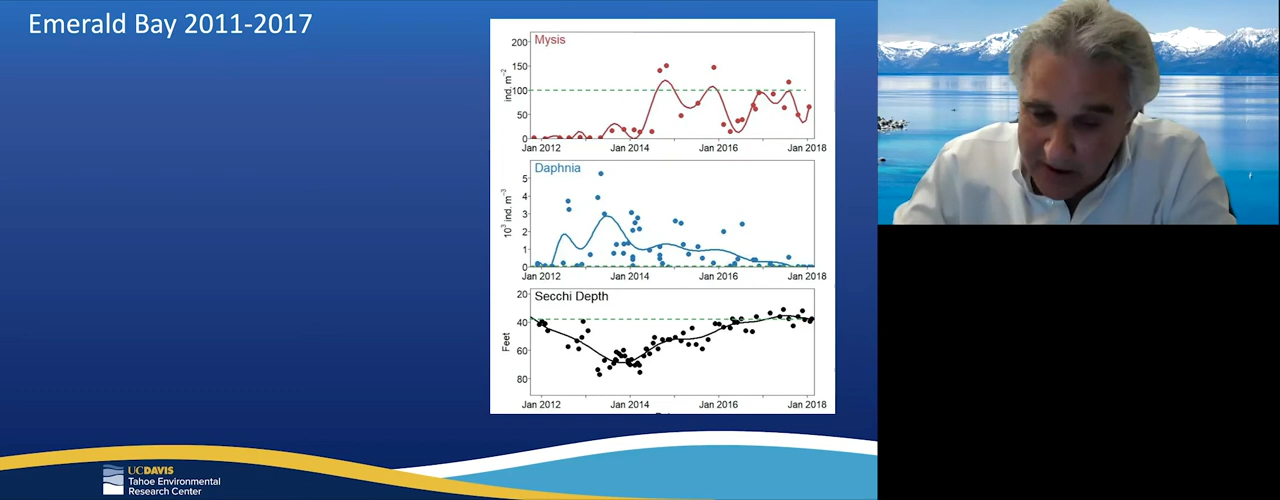 Emerald Bay 2011-2017
Mysis
200
150
100
50
0
ind. m⁻²
Jan 2012 Jan 2014 Jan 2016 Jan 2018
Daphnia
5
4
3
2
1
0
10³ ind. m⁻³
Jan 2012 Jan 2014 Jan 2016 Jan 2018
Secchi Depth
20
40
60
80
Feet
Jan 2012 Jan 2014 Jan 2016 Jan 2018
UCDAVIS
Tahoe Environmental
Research Center